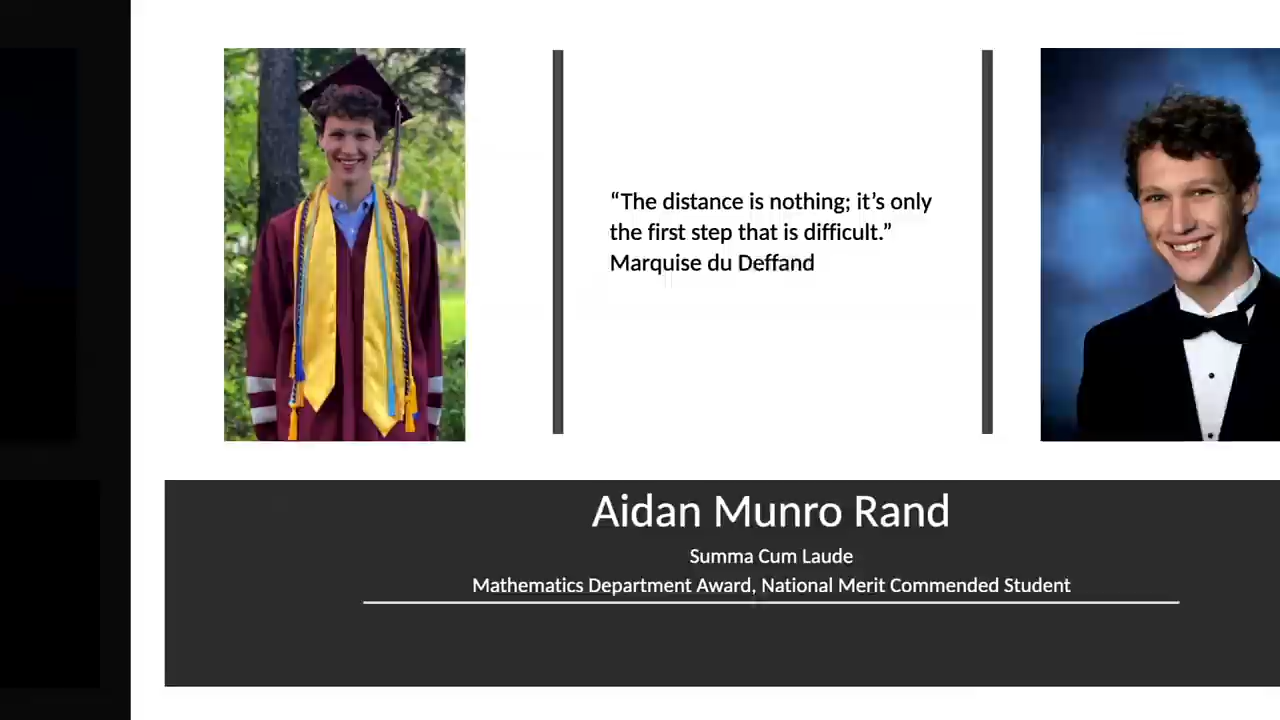 “The distance is nothing; it’s only
the first step that is difficult.”
Marquise du Deffand
Aidan Munro Rand
Summa Cum Laude
Mathematics Department Award, National Merit Commended Student